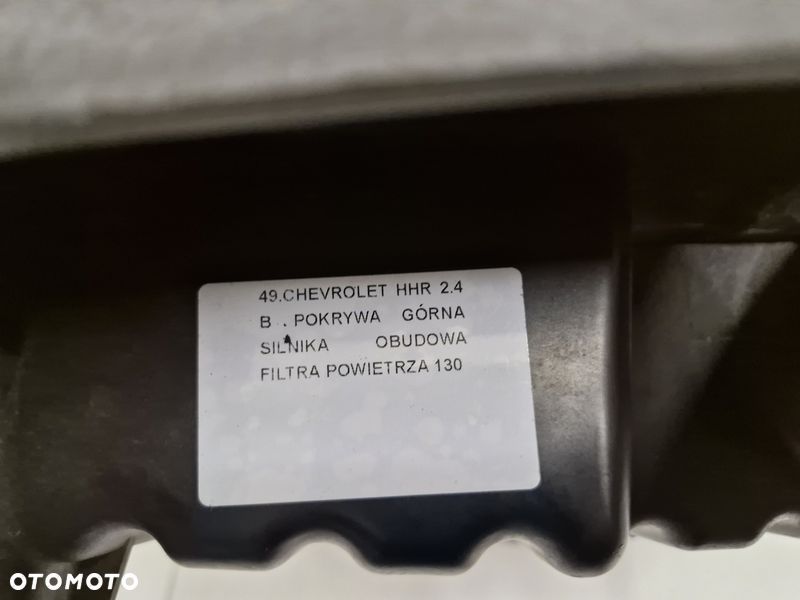 49.CHEVROLET HHR 2.4
B . POKRYWA GÓRNA
SILNIKA OBUDOWA
FILTRA POWIETRZA 130
OTOMOTO